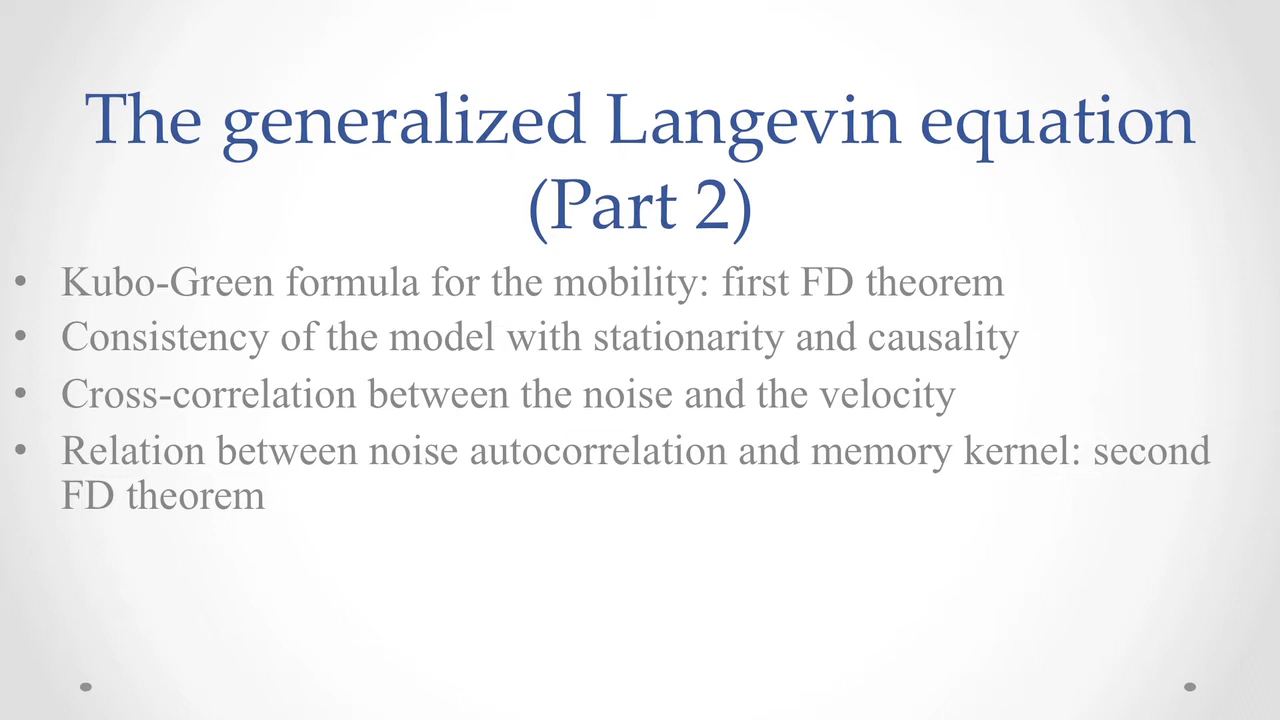 The generalized Langevin equation
(Part 2)
• Kubo-Green formula for the mobility: first FD theorem
• Consistency of the model with stationarity and causality
• Cross-correlation between the noise and the velocity
• Relation between noise autocorrelation and memory kernel: second
FD theorem